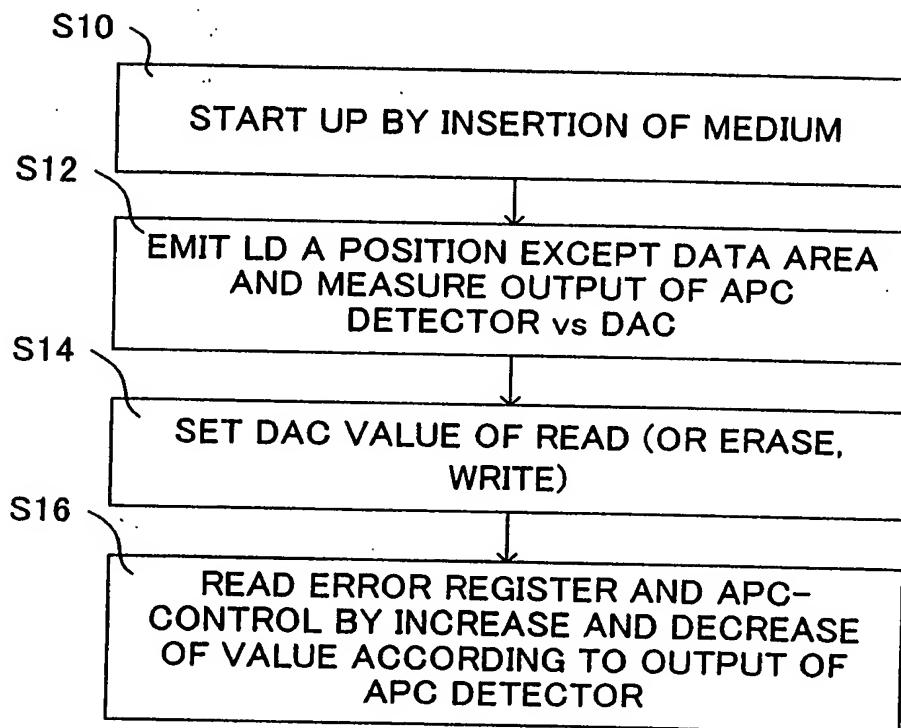 S10
START UP BY INSERTION OF MEDIUM
S12
EMIT LD A POSITION EXCEPT DATA AREA
AND MEASURE OUTPUT OF APC
DETECTOR vs DAC
S14
SET DAC VALUE OF READ (OR ERASE,
WRITE)
S16
READ ERROR REGISTER AND APC-
CONTROL BY INCREASE AND DECREASE
OF VALUE ACCORDING TO OUTPUT OF
APC DETECTOR